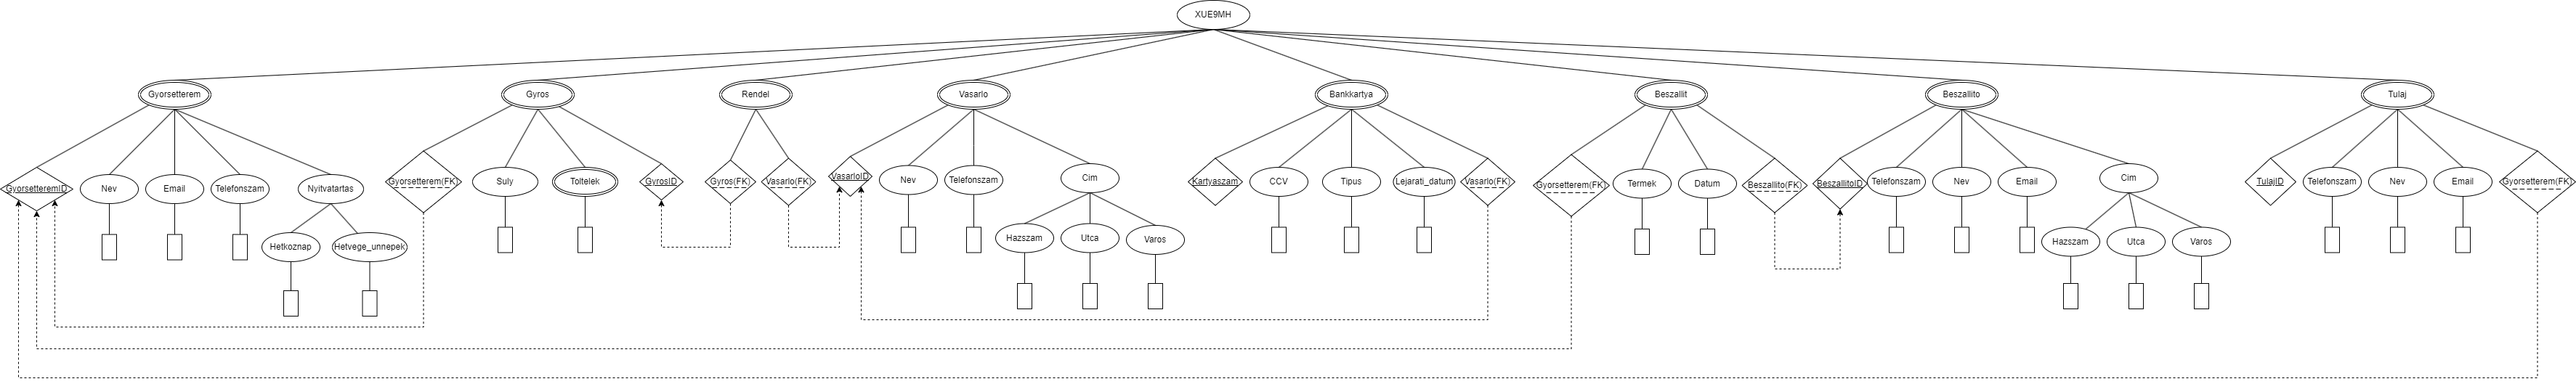 XUE9MH
Gyorsetterem
Gyros
Rendel
Vasarlo
Bankkartya
Beszallit
Beszallito
Tulaj
GyorsetteremID
Nev
Email
Telefonszam
Nyitvatartas
Gyorsetterem(FK)
Suly
Toltelek
GyrosID
Gyros(FK)
Vasarlo(FK)
VasarloID
Nev
Telefonszam
Cim
Kartyaszam
CCV
Tipus
Lejarati_datum
Vasarlo(FK)
Gyorsetterem(FK)
Termek
Datum
Beszallito(FK)
BeszallitoID
Telefonszam
Nev
Email
Cim
TulajID
Telefonszam
Nev
Email
Gyorsetterem(FK)
Hetkoznap
Hetvege_unnepek
Hazszam
Utca
Varos
Hazszam
Utca
Varos